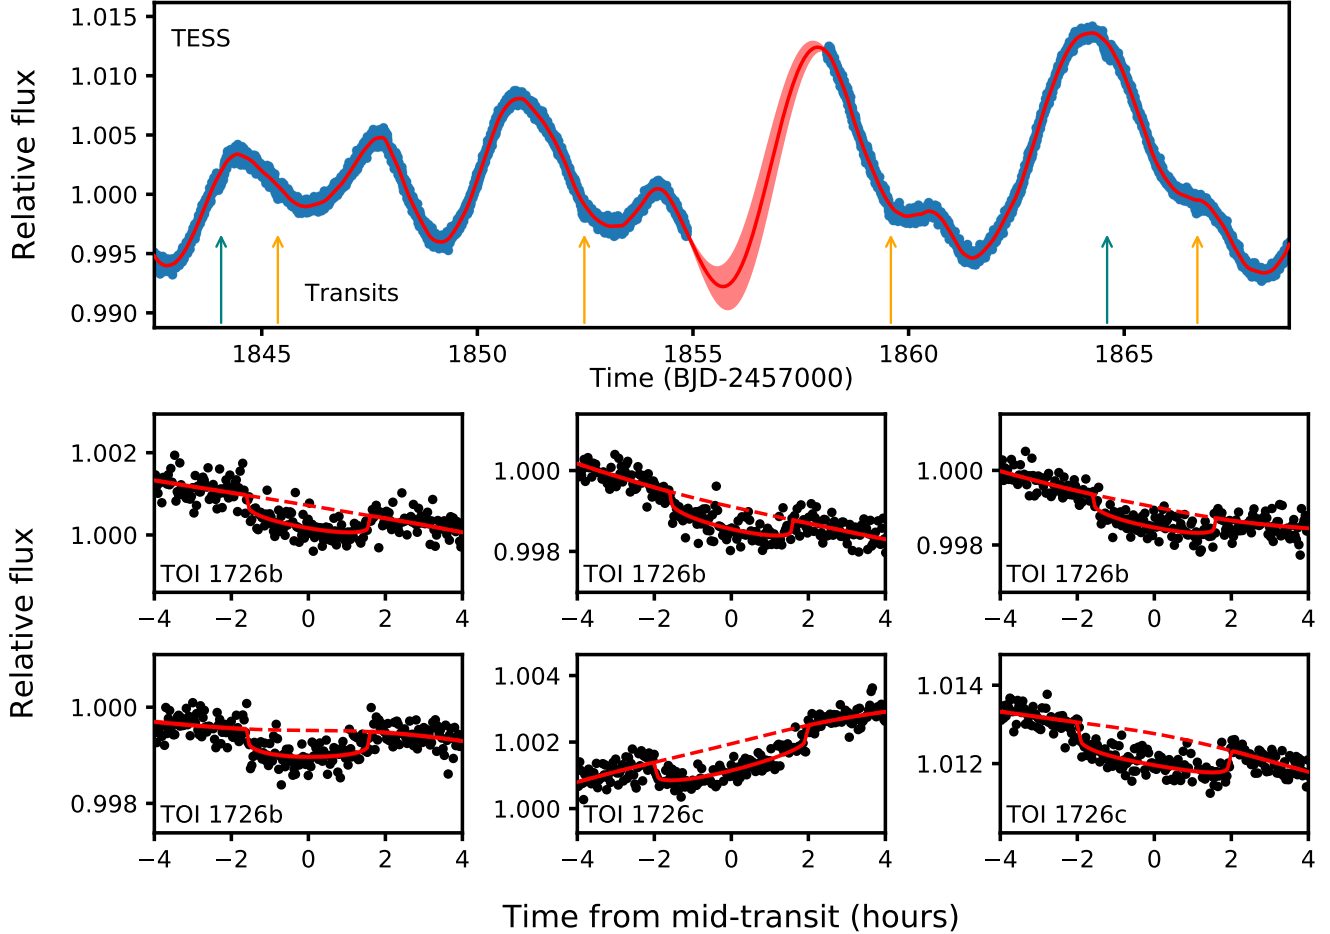 1.015
TESS
1.010
1.005
1.000
0.995
0.990
Relative flux
Transits
1845 1850 1855 1860 1865
Time (BJD-2457000)
1.002
1.000
TOI 1726b
−4 −2 0 2 4
1.000
0.998
TOI 1726b
−4 −2 0 2 4
1.000
0.998
TOI 1726b
−4 −2 0 2 4
Relative flux
1.000
0.998
TOI 1726b
−4 −2 0 2 4
1.004
1.002
1.000
TOI 1726c
−4 −2 0 2 4
1.014
1.012
TOI 1726c
−4 −2 0 2 4
Time from mid-transit (hours)